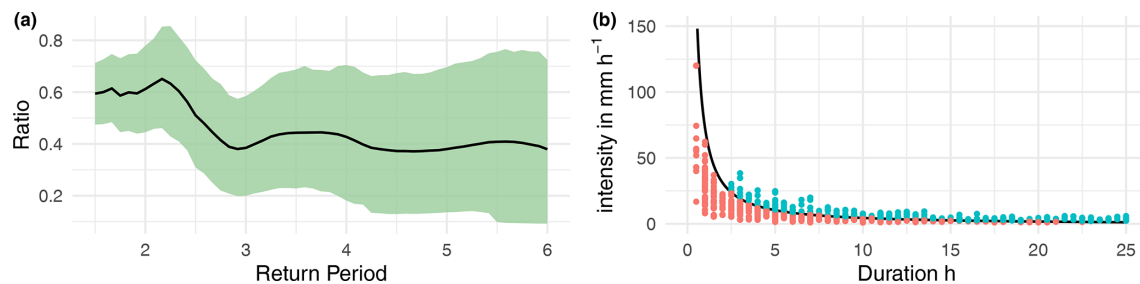 (a)
0.8
0.6
0.4
0.2
Ratio
2 3 4 5 6
Return Period
(b)
150
100
50
0
intensity in mm h⁻¹
0 5 10 15 20 25
Duration h